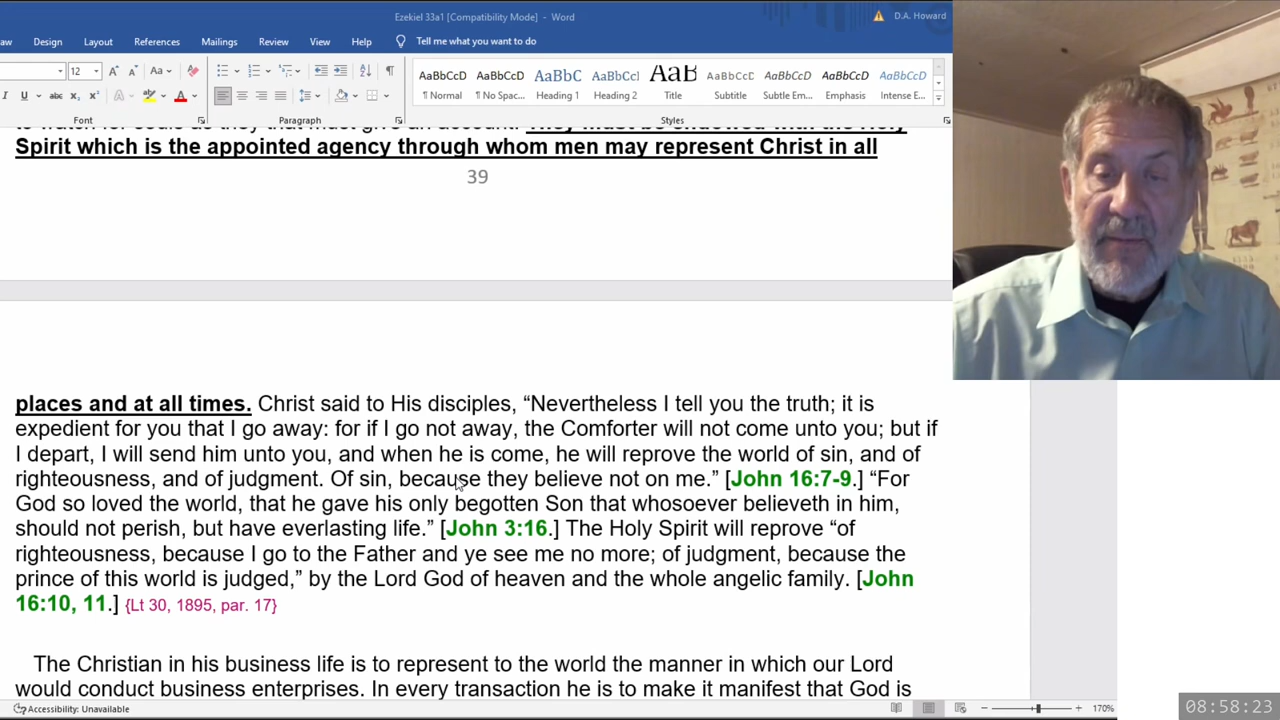 Ezekiel 33a1 [Compatibility Mode] - Word
D.A. Howard
aw Design Layout References Mailings Review View Help Tell me what you want to do
12
AaBbCcD AaBbCcD AaBbC AaBbCcI AaB AaBbCcD AaBbCcD AaBbCcD AaBbCcD
¶ Normal ¶ No Spac... Heading 1 Heading 2 Title Subtitle Subtle Em... Emphasis Intense E...
Font Paragraph Styles
to watch for souls as they that must give an account. They must be endowed with the Holy
Spirit which is the appointed agency through whom men may represent Christ in all
39
places and at all times. Christ said to His disciples, “Nevertheless I tell you the truth; it is
expedient for you that I go away: for if I go not away, the Comforter will not come unto you; but if
I depart, I will send him unto you, and when he is come, he will reprove the world of sin, and of
righteousness, and of judgment. Of sin, because they believe not on me.” [John 16:7-9.] “For
God so loved the world, that he gave his only begotten Son that whosoever believeth in him,
should not perish, but have everlasting life.” [John 3:16.] The Holy Spirit will reprove “of
righteousness, because I go to the Father and ye see me no more; of judgment, because the
prince of this world is judged,” by the Lord God of heaven and the whole angelic family. [John
16:10, 11.] {Lt 30, 1895, par. 17}
The Christian in his business life is to represent to the world the manner in which our Lord
would conduct business enterprises. In every transaction he is to make it manifest that God is
Accessibility: Unavailable
170%
08:58:23